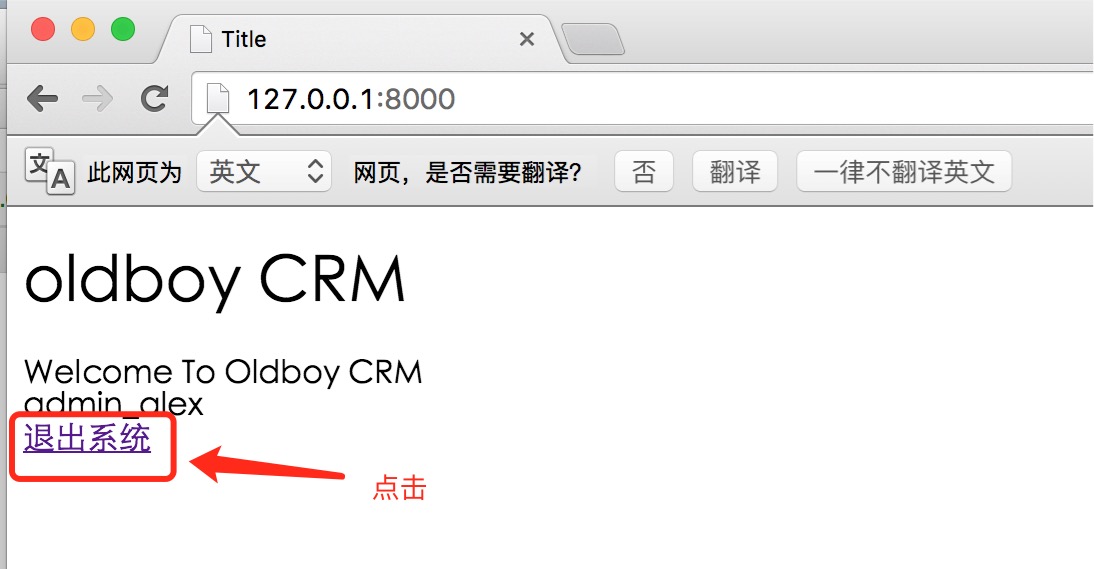 Title
127.0.0.1:8000
文A 此网页为 英文 网页，是否需要翻译? 否 翻译 一律不翻译英文
oldboy CRM
Welcome To Oldboy CRM
admin_alex
退出系统
点击